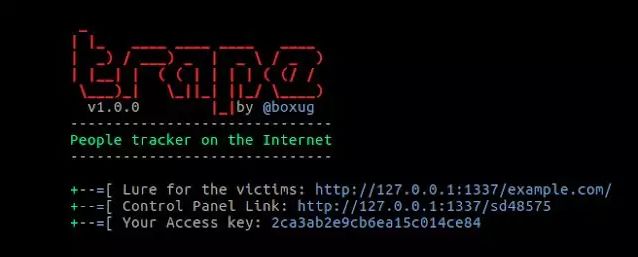 trape
v1.0.0 by @boxug
-------------------------------
People tracker on the Internet
-------------------------------
+--=[ Lure for the victims: http://127.0.0.1:1337/example.com/
+--=[ Control Panel Link: http://127.0.0.1:1337/sd48575
+--=[ Your Access key: 2ca3ab2e9cb6ea15c014ce84